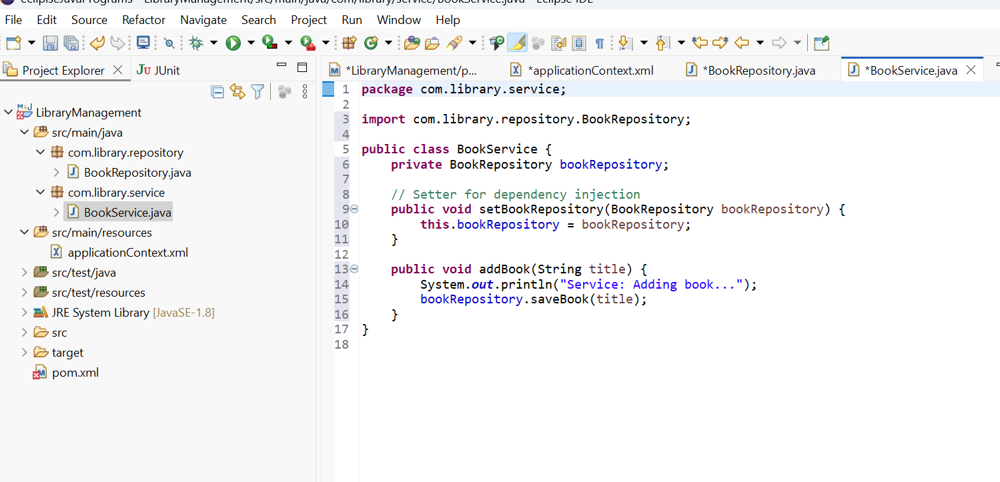 eclipiseJavaPrograms - LibraryManagement/src/main/java/com/library/service/BookService.java - Eclipse IDE
File Edit Source Refactor Navigate Search Project Run Window Help
Project Explorer
JUnit
*LibraryManagement/p...
*applicationContext.xml
*BookRepository.java
*BookService.java
LibraryManagement
src/main/java
com.library.repository
BookRepository.java
com.library.service
BookService.java
src/main/resources
applicationContext.xml
src/test/java
src/test/resources
JRE System Library [JavaSE-1.8]
src
target
pom.xml
1 package com.library.service;
2
3 import com.library.repository.BookRepository;
4
5 public class BookService {
6     private BookRepository bookRepository;
7
8     // Setter for dependency injection
9     public void setBookRepository(BookRepository bookRepository) {
10         this.bookRepository = bookRepository;
11     }
12
13     public void addBook(String title) {
14         System.out.println("Service: Adding book...");
15         bookRepository.saveBook(title);
16     }
17 }
18